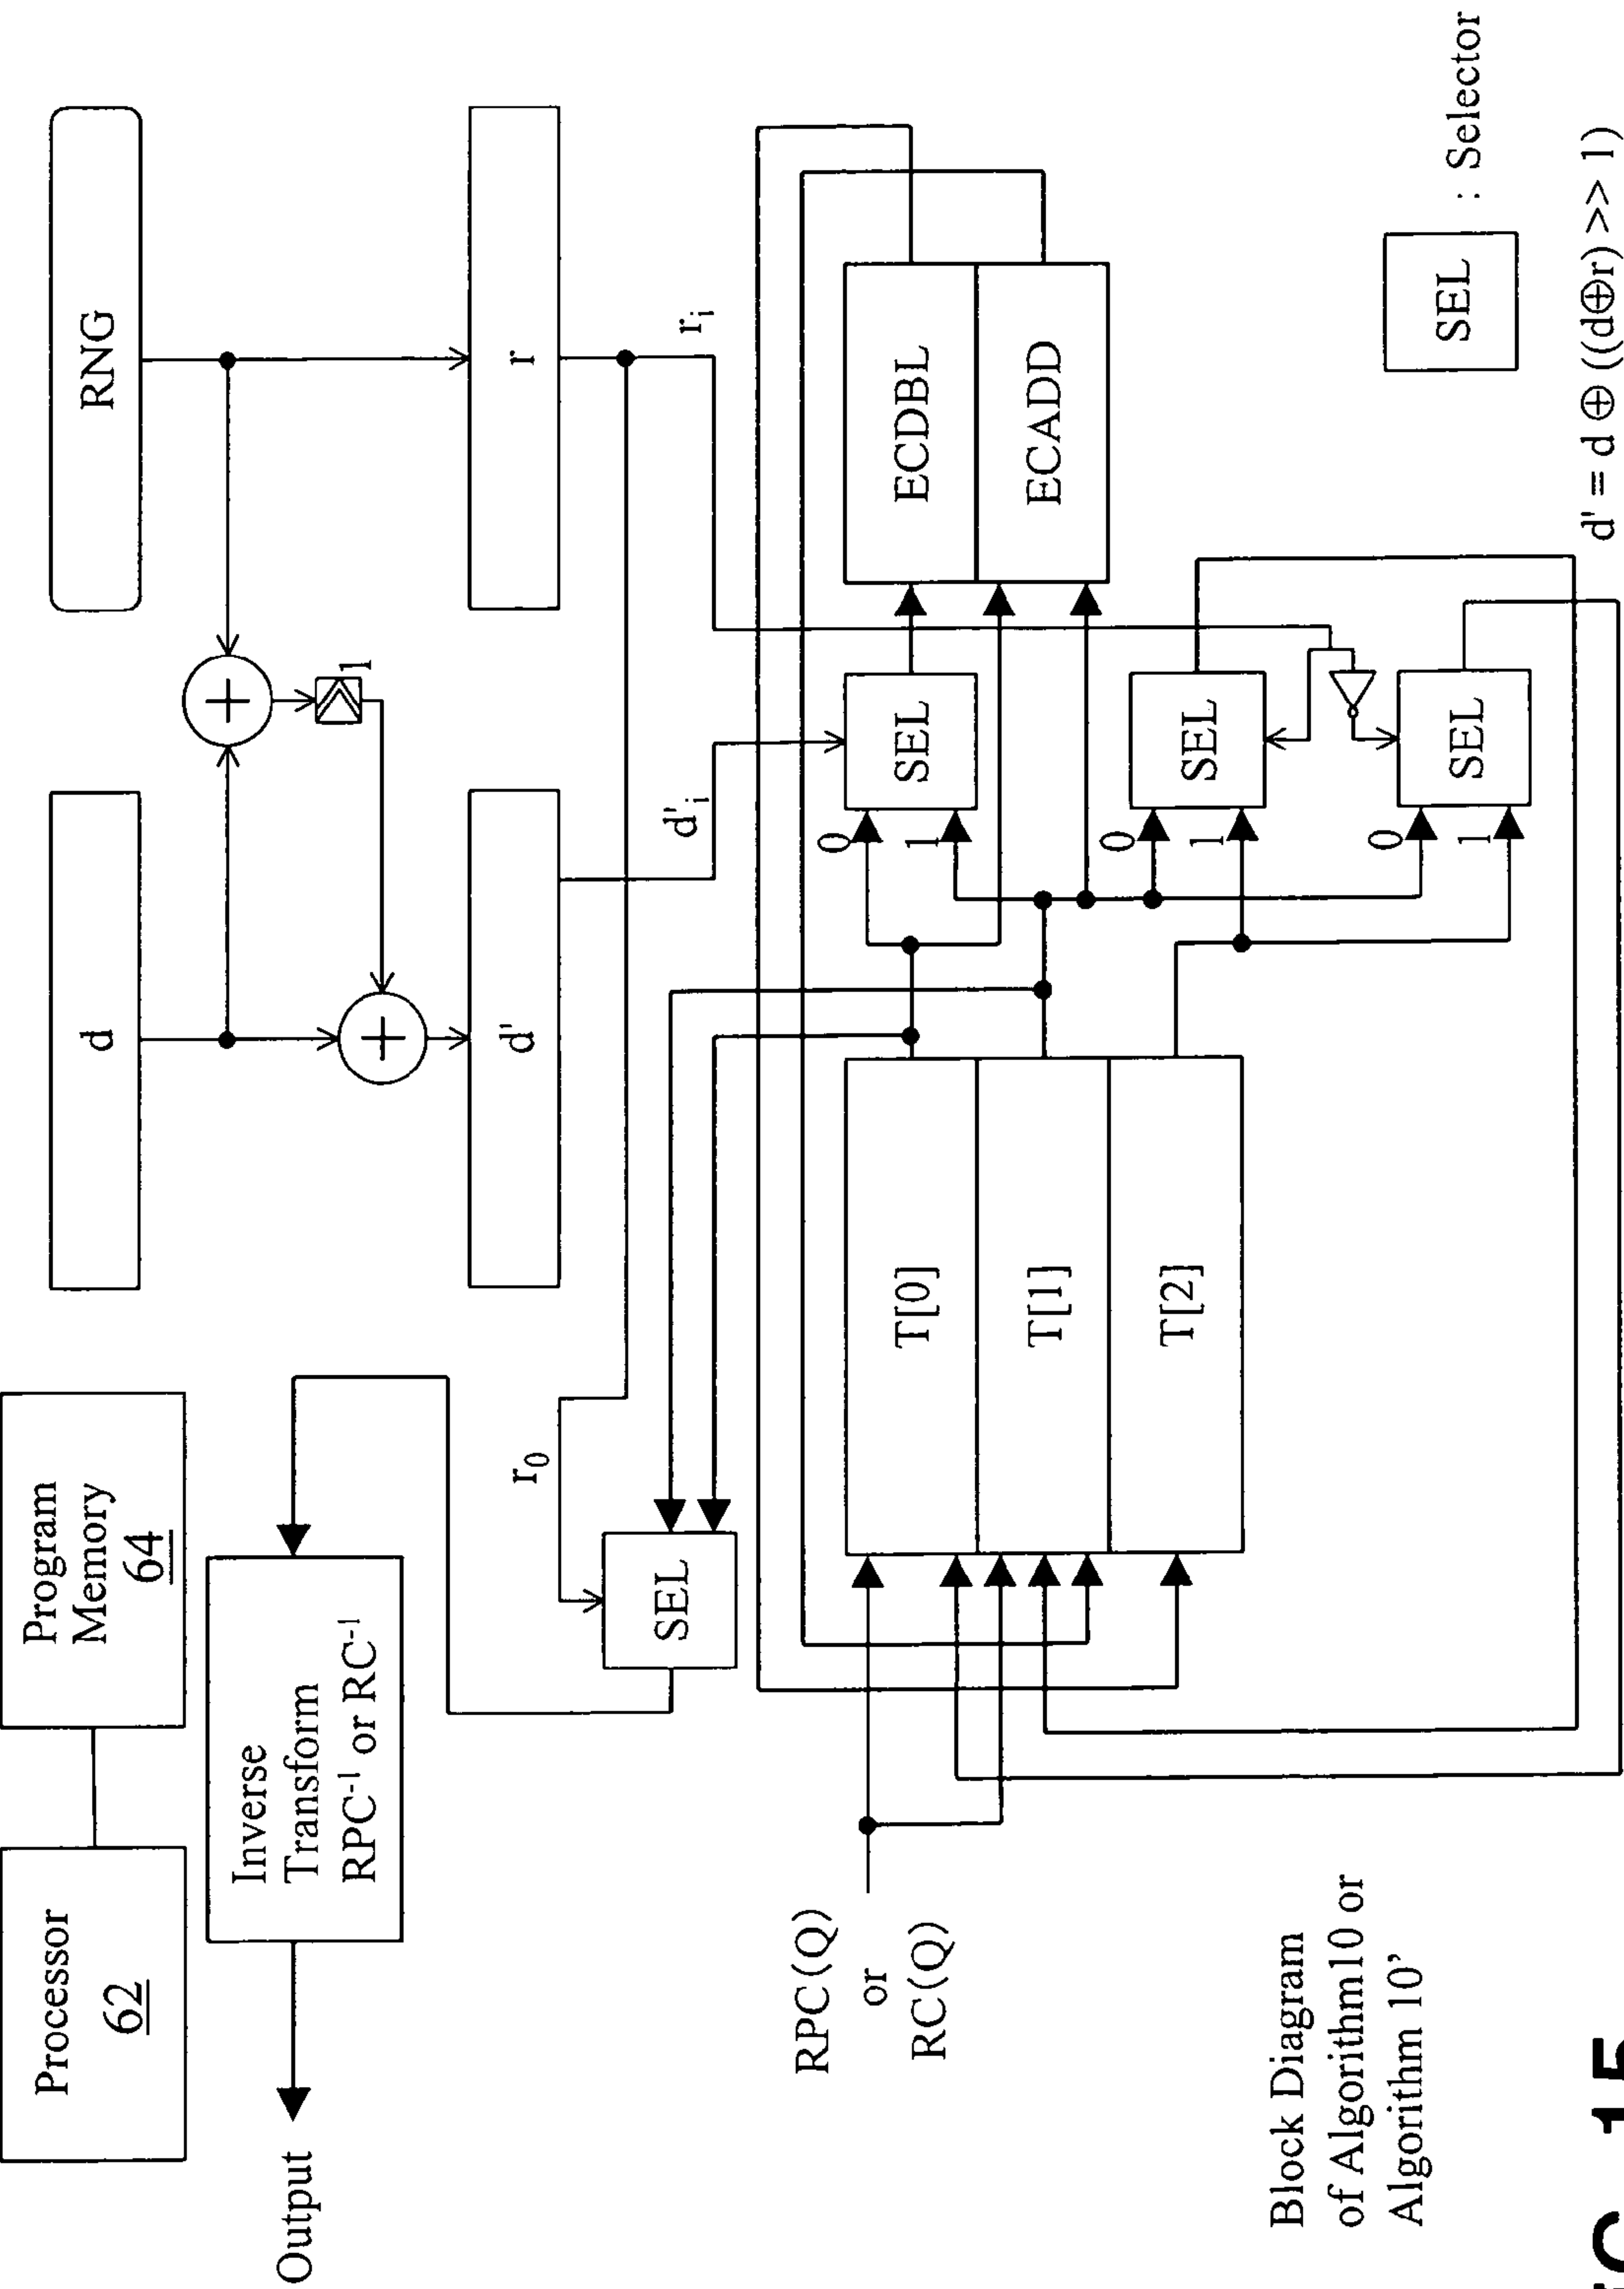 Processor
62
Program
Memory
64
d
RNG
1
Output
Inverse
Transform
RPC⁻¹ or RC⁻¹
d'
r
r₀
d'ᵢ
rᵢ
SEL
RPC(Q)
or
RC(Q)
T[0]
T[1]
T[2]
0
1
SEL
ECDBL
ECADD
0
1
SEL
0
1
SEL
Block Diagram
of Algorithm10 or
Algorithm 10’
SEL : Selector
d' = d ⊕ ((d⊕r) >> 1)
15